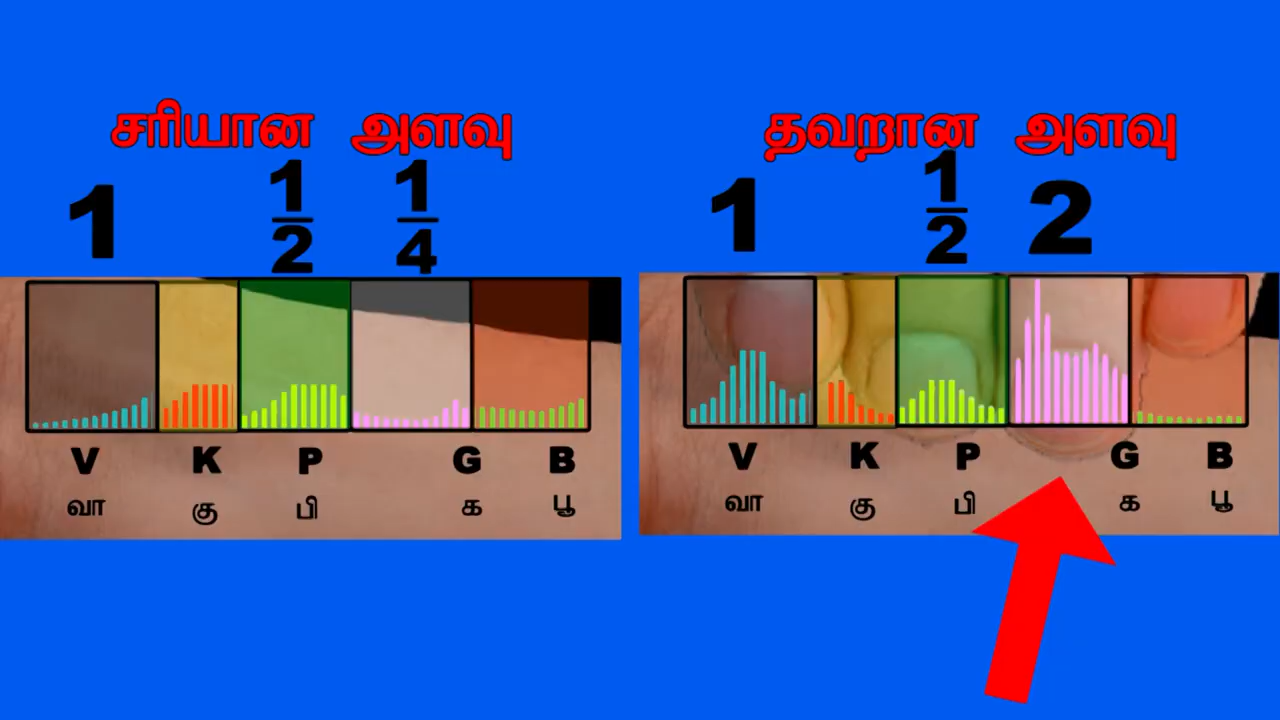 சரியான அளவு
1 1/2 1/4
V K P G B
வா கு பி க பூ
தவறான அளவு
1 1/2 2
V K P G B
வா கு பி க பூ